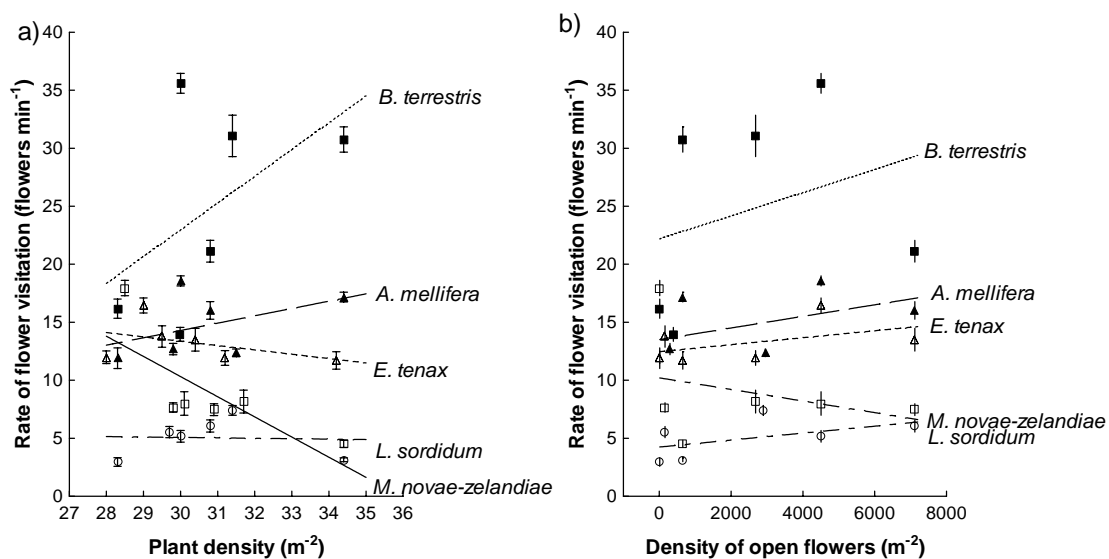 a)
Rate of flower visitation (flowers min-1)
40
35
30
25
20
15
10
5
0
27 28 29 30 31 32 33 34 35 36
Plant density (m-2)
B. terrestris
A. mellifera
E. tenax
L. sordidum
M. novae-zelandiae
b)
Rate of flower visitation (flowers min-1)
40
35
30
25
20
15
10
5
0
0 2000 4000 6000 8000
Density of open flowers (m-2)
B. terrestris
A. mellifera
E. tenax
M. novae-zelandiae
L. sordidum